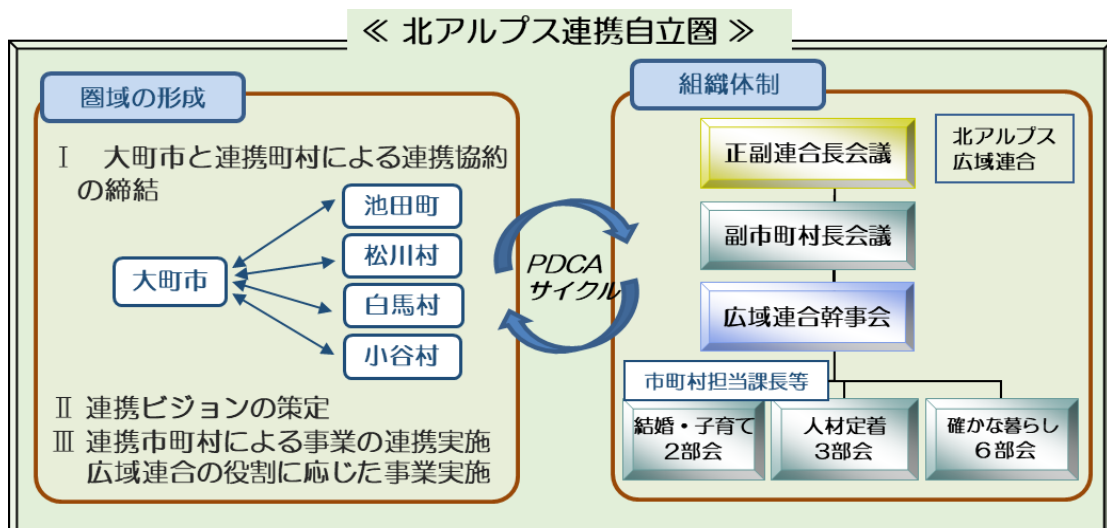 ≪ 北アルプス連携自立圏 ≫
圏域の形成
Ⅰ　大町市と連携町村による連携協約
の締結
大町市
池田町
松川村
白馬村
小谷村
Ⅱ 連携ビジョンの策定
Ⅲ 連携市町村による事業の連携実施
広域連合の役割に応じた事業実施
PDCA
サイクル
組織体制
北アルプス
広域連合
正副連合長会議
副市町村長会議
広域連合幹事会
市町村担当課長等
結婚・子育て
2部会
人材定着
3部会
確かな暮らし
6部会